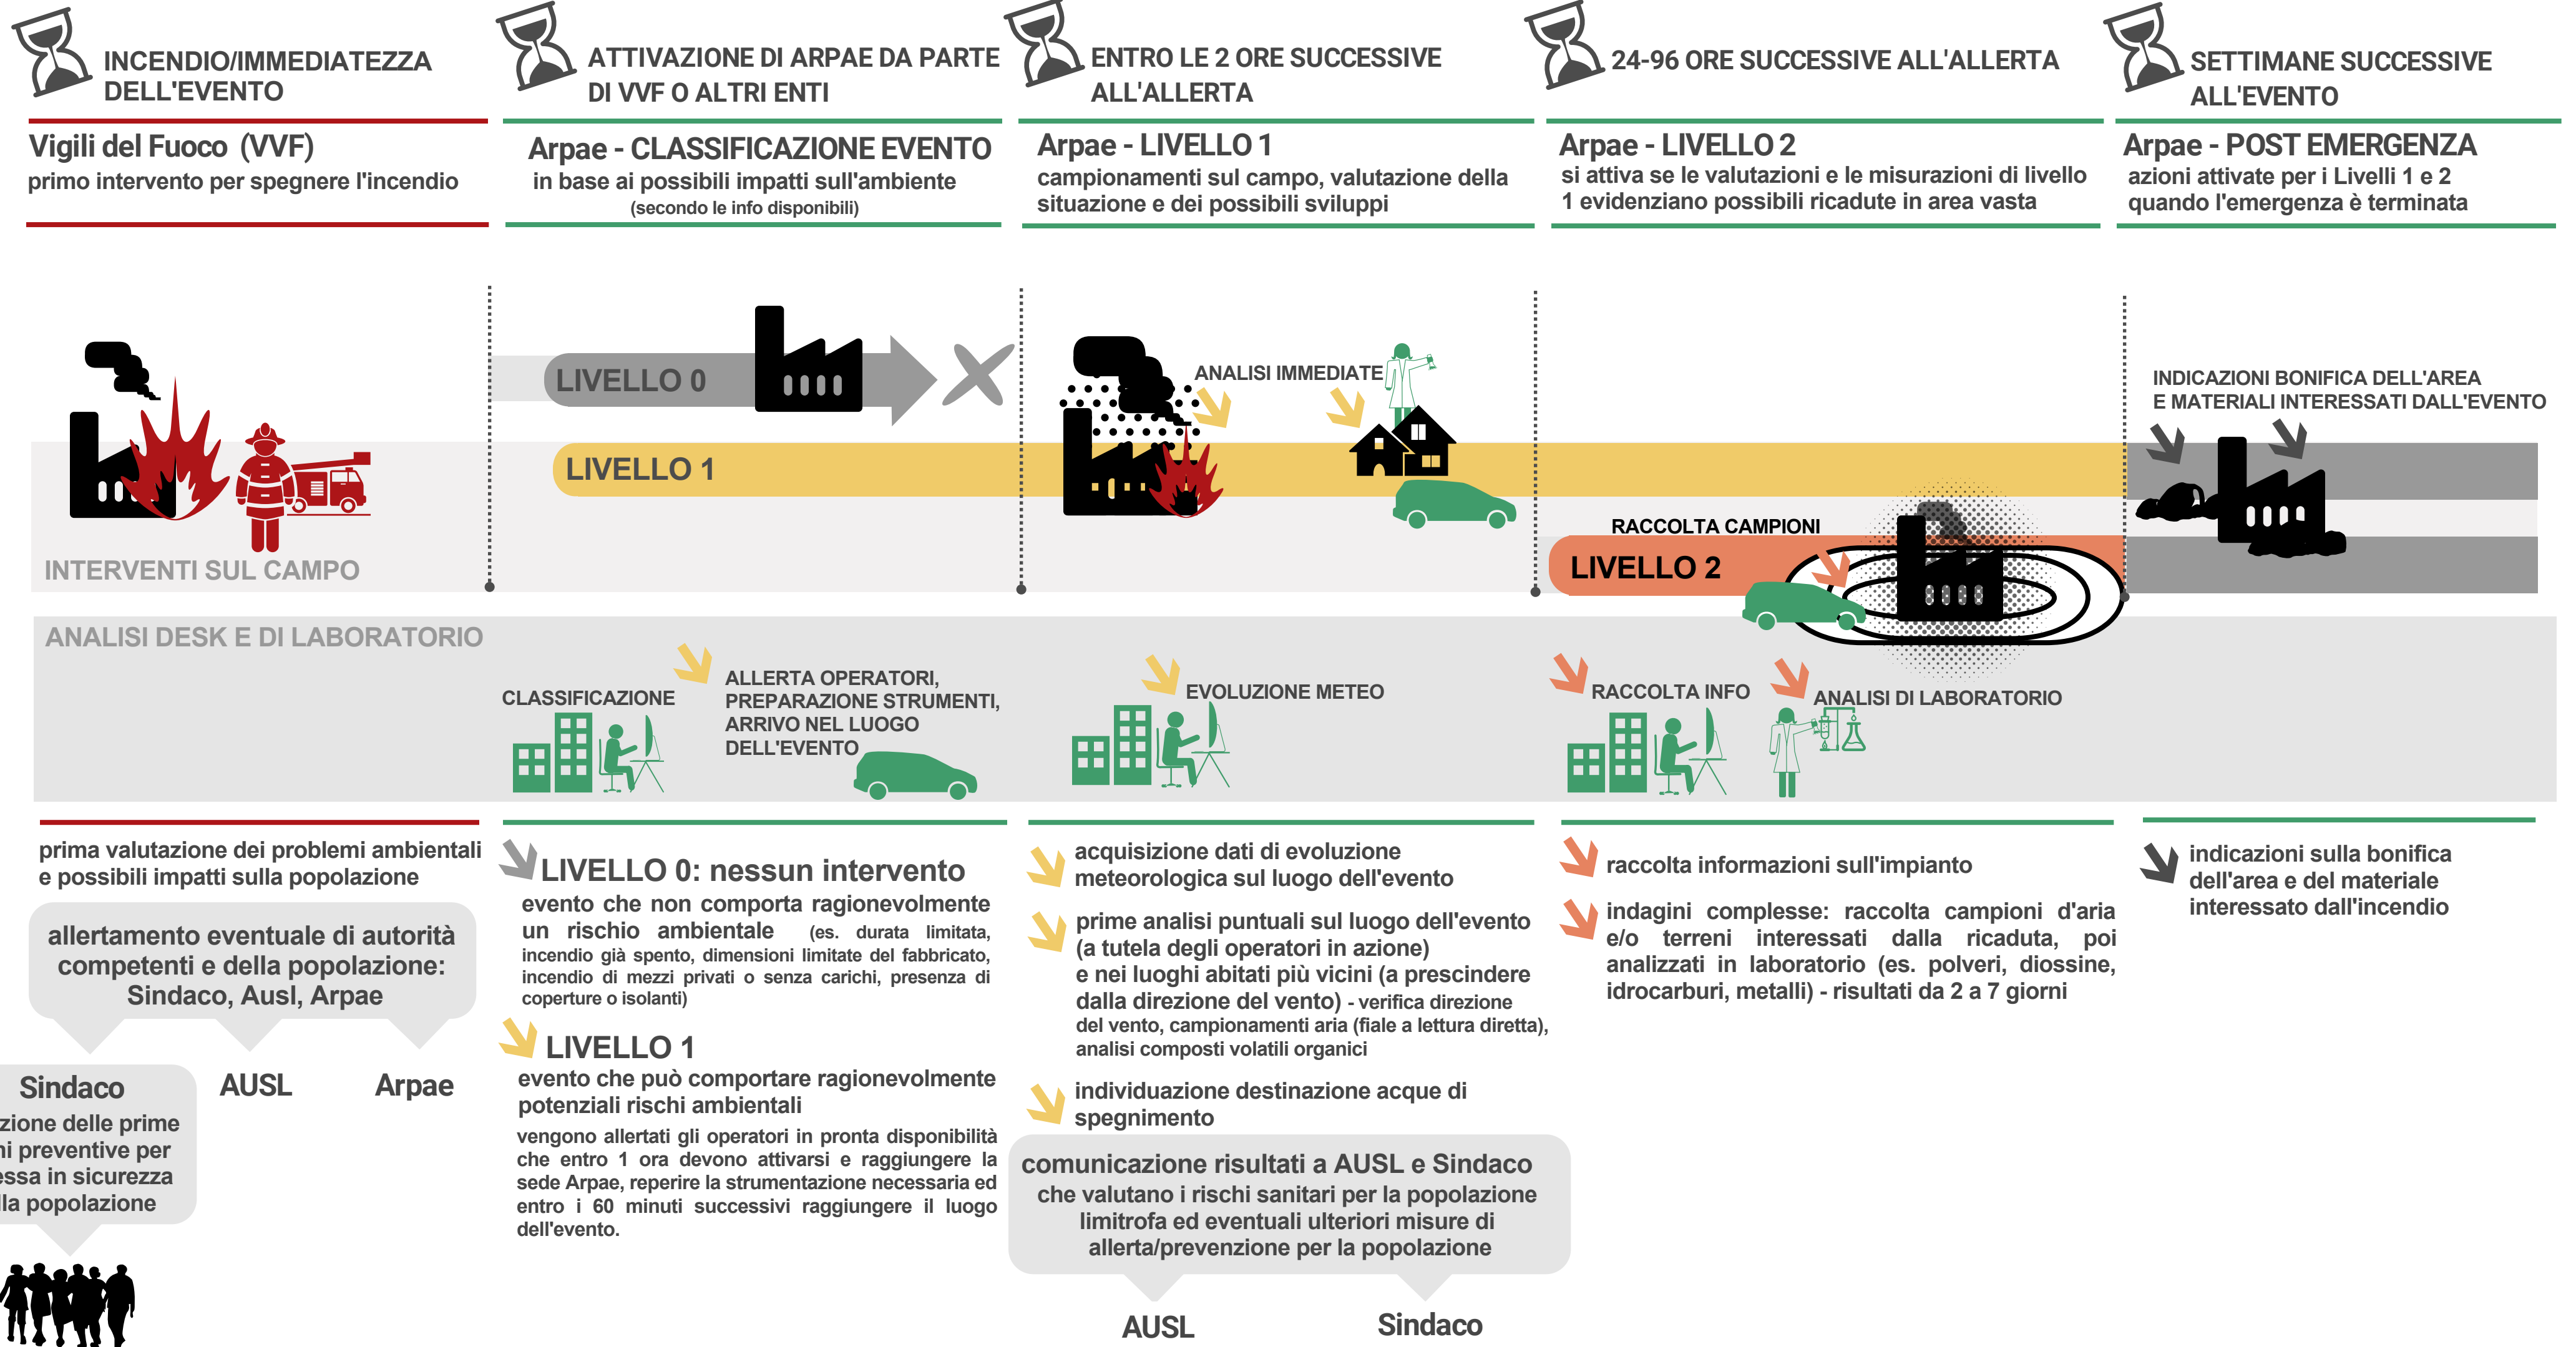 INCENDIO/IMMEDIATEZZA
DELL'EVENTO
Vigili del Fuoco (VVF)
primo intervento per spegnere l'incendio
ATTIVAZIONE DI ARPAE DA PARTE
DI VVF O ALTRI ENTI
Arpae - CLASSIFICAZIONE EVENTO
in base ai possibili impatti sull'ambiente
(secondo le info disponibili)
ENTRO LE 2 ORE SUCCESSIVE
ALL'ALLERTA
Arpae - LIVELLO 1
campionamenti sul campo, valutazione della
situazione e dei possibili sviluppi
24-96 ORE SUCCESSIVE ALL'ALLERTA
Arpae - LIVELLO 2
si attiva se le valutazioni e le misurazioni di livello
1 evidenziano possibili ricadute in area vasta
SETTIMANE SUCCESSIVE
ALL'EVENTO
Arpae - POST EMERGENZA
azioni attivate per i Livelli 1 e 2
quando l'emergenza è terminata
LIVELLO 0
LIVELLO 1
ANALISI IMMEDIATE
RACCOLTA CAMPIONI
LIVELLO 2
INDICAZIONI BONIFICA DELL'AREA
E MATERIALI INTERESSATI DALL'EVENTO
INTERVENTI SUL CAMPO
ANALISI DESK E DI LABORATORIO
CLASSIFICAZIONE
ALLERTA OPERATORI,
PREPARAZIONE STRUMENTI,
ARRIVO NEL LUOGO
DELL'EVENTO
EVOLUZIONE METEO
RACCOLTA INFO
ANALISI DI LABORATORIO
prima valutazione dei problemi ambientali
e possibili impatti sulla popolazione
allertamento eventuale di autorità
competenti e della popolazione:
Sindaco, Ausl, Arpae
Sindaco
AUSL
Arpae
delle prime
preventive per
in sicurezza
popolazione
LIVELLO 0: nessun intervento
evento che non comporta ragionevolmente
un rischio ambientale (es. durata limitata,
incendio già spento, dimensioni limitate del fabbricato,
incendio di mezzi privati o senza carichi, presenza di
coperture o isolanti)
LIVELLO 1
evento che può comportare ragionevolmente
potenziali rischi ambientali
vengono allertati gli operatori in pronta disponibilità
che entro 1 ora devono attivarsi e raggiungere la
sede Arpae, reperire la strumentazione necessaria ed
entro i 60 minuti successivi raggiungere il luogo
dell'evento.
acquisizione dati di evoluzione
meteorologica sul luogo dell'evento
prime analisi puntuali sul luogo dell'evento
(a tutela degli operatori in azione)
e nei luoghi abitati più vicini (a prescindere
dalla direzione del vento) - verifica direzione
del vento, campionamenti aria (fiale a lettura diretta),
analisi composti volatili organici
individuazione destinazione acque di
spegnimento
comunicazione risultati a AUSL e Sindaco
che valutano i rischi sanitari per la popolazione
limitrofa ed eventuali ulteriori misure di
allerta/prevenzione per la popolazione
AUSL
Sindaco
raccolta informazioni sull'impianto
indagini complesse: raccolta campioni d'aria
e/o terreni interessati dalla ricaduta, poi
analizzati in laboratorio (es. polveri, diossine,
idrocarburi, metalli) - risultati da 2 a 7 giorni
indicazioni sulla bonifica
dell'area e del materiale
interessato dall'incendio